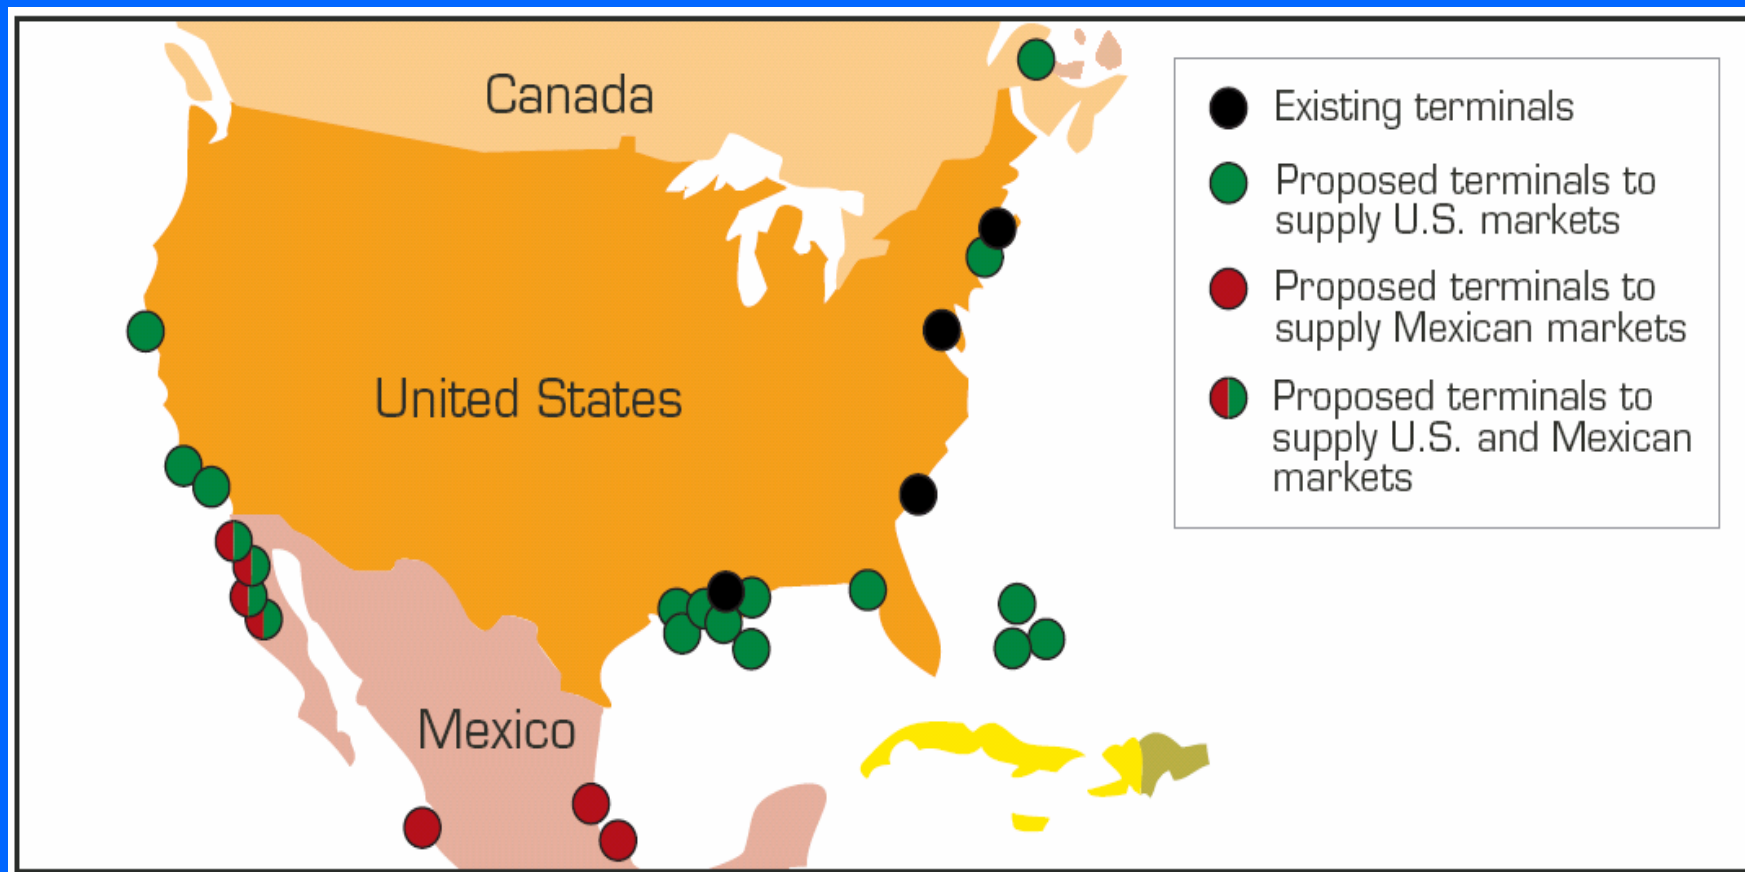 Canada
United States
Mexico
Existing terminals
Proposed terminals to
supply U.S. markets
Proposed terminals to
supply Mexican markets
Proposed terminals to
supply U.S. and Mexican
markets